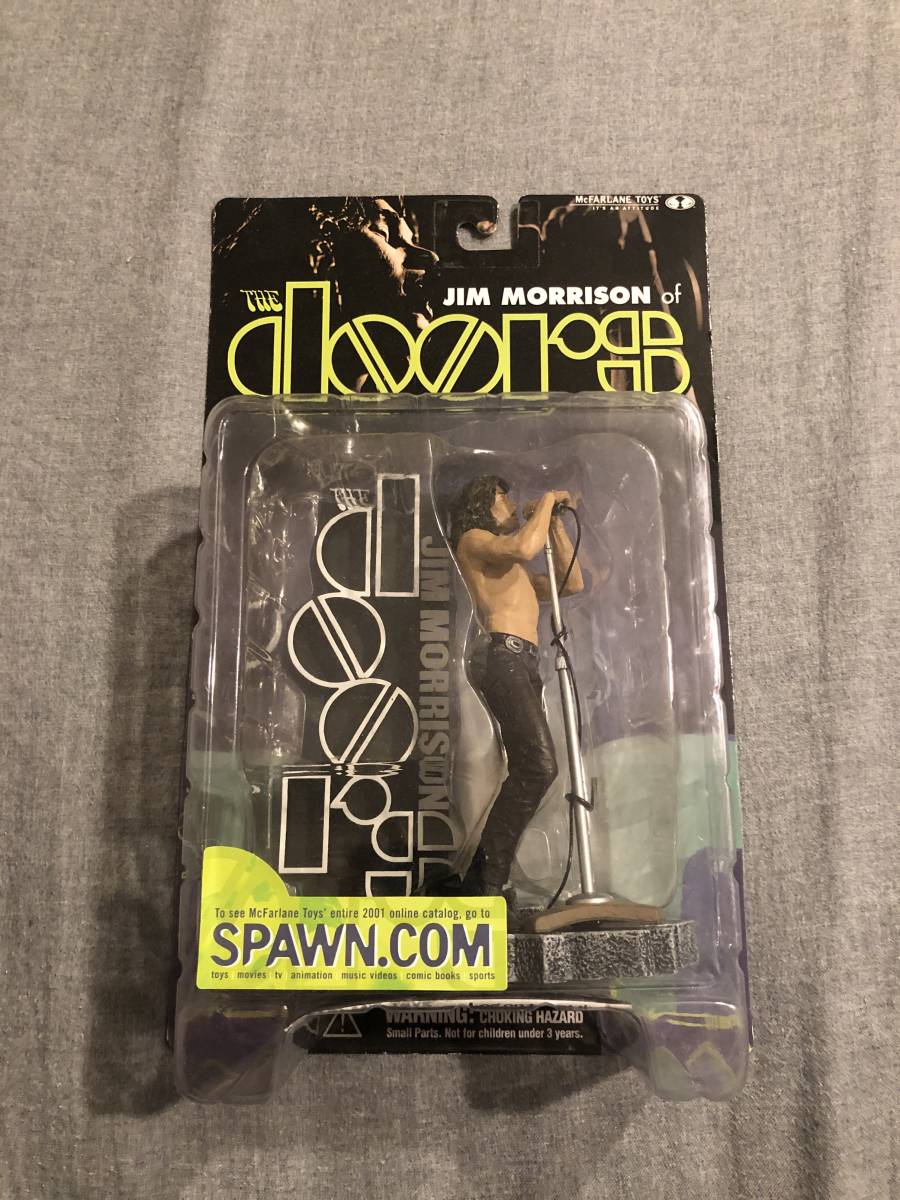 McFARLANE TOYS
IT'S AN ATTITUDE
JIM MORRISON of
THE
doors
THE
doors
JIM MORRISON
To see McFarlane Toys' entire 2001 online catalog, go to
SPAWN.COM
toys movies tv animation music videos comic books sports
WARNING: CHOKING HAZARD
Small Parts. Not for children under 3 years.